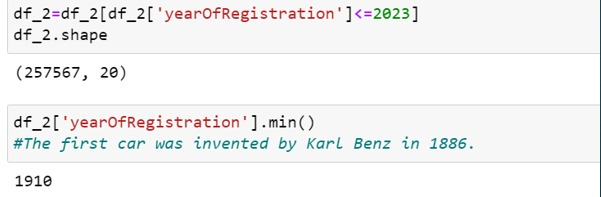 df_2=df_2[df_2['yearOfRegistration']<=2023]
df_2.shape
(257567, 20)
df_2['yearOfRegistration'].min()
#The first car was invented by Karl Benz in 1886.
1910